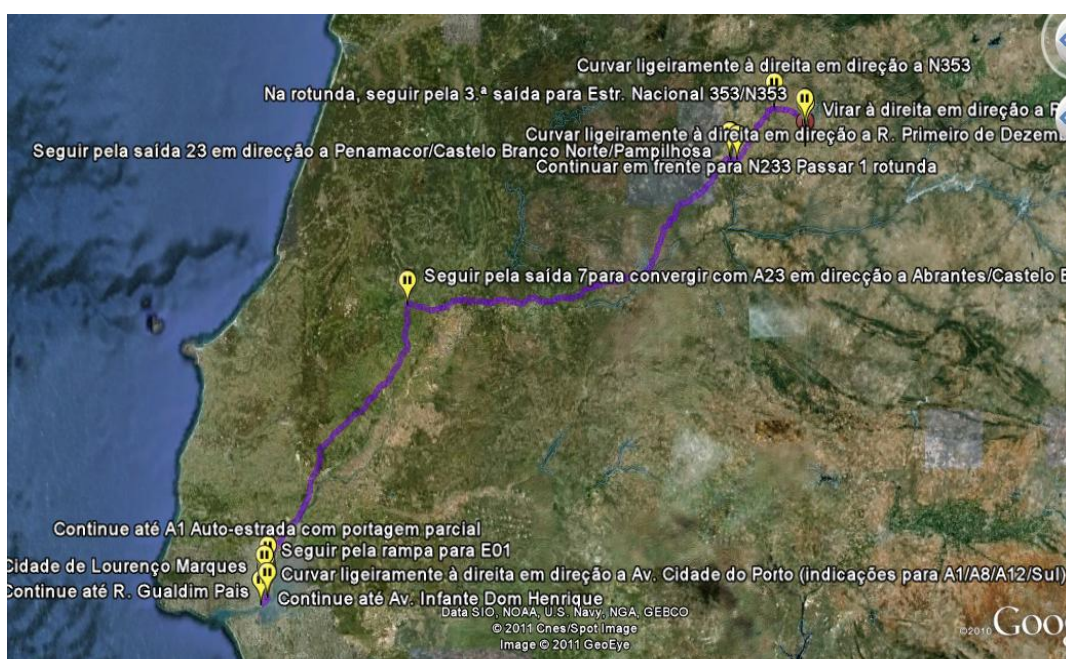 Curvar ligeiramente à direita em direção a N353
Na rotunda, seguir pela 3.ª saída para Estr. Nacional 353/N353
Virar à direita em direção a R
Curvar ligeiramente à direita em direção a R. Primeiro de Dezem
Seguir pela saída 23 em direcção a Penamacor/Castelo Branco Norte/Pampilhosa
Continuar em frente para N233 Passar 1 rotunda
Seguir pela saída 7para convergir com A23 em direcção a Abrantes/Castelo B
Continue até A1 Auto-estrada com portagem parcial
Seguir pela rampa para E01
Cidade de Lourenço Marques
Curvar ligeiramente à direita em direção a Av. Cidade do Porto (indicações para A1/A8/A12/Sul)
Continue até R. Gualdim Pais
Continue até Av. Infante Dom Henrique
Data SIO, NOAA, U.S. Navy, NGA, GEBCO
© 2011 Cnes/Spot Image
Image © 2011 GeoEye
©2010 Goog